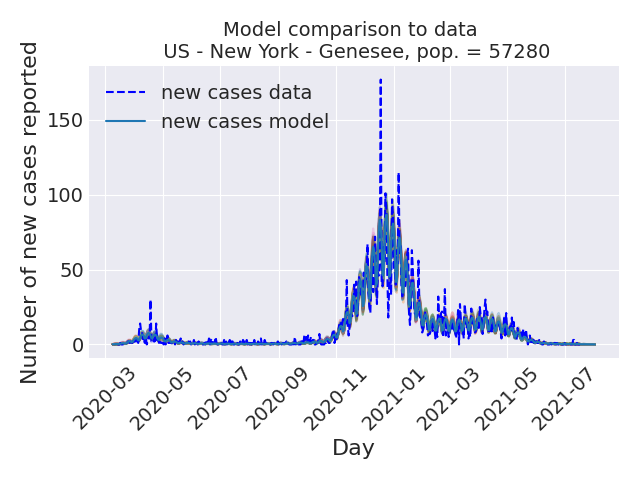 Model comparison to data
US - New York - Genesee, pop. = 57280
Number of new cases reported
new cases data
new cases model
150
100
50
0
2020-03
2020-05
2020-07
2020-09
2020-11
2021-01
2021-03
2021-05
2021-07
Day